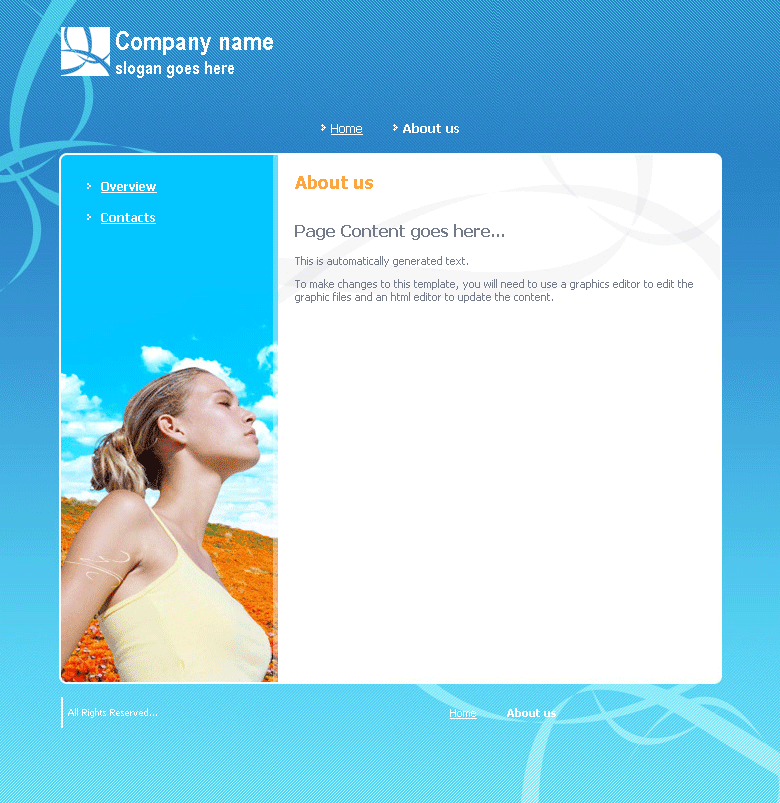 Company name
slogan goes here
Home
About us
Overview
Contacts
About us
Page Content goes here...
This is automatically generated text.
To make changes to this template, you will need to use a graphics editor to edit the
graphic files and an html editor to update the content.
All Rights Reserved...
Home
About us